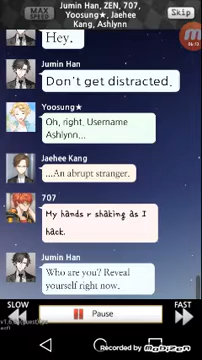 MAX
SPEED
Jumin Han, ZEN, 707,
Yoosung★, Jaehee
Kang, Ashlynn
Skip
Hey.
Jumin Han
Don't get distracted.
Yoosung★
Oh, right, Username
Ashlynn...
Jaehee Kang
...An abrupt stranger.
707
My hands r shaking as I
hack.
Jumin Han
Who are you? Reveal
yourself right now.
SLOW
Pause
FAST
Recorded by
Mobizen